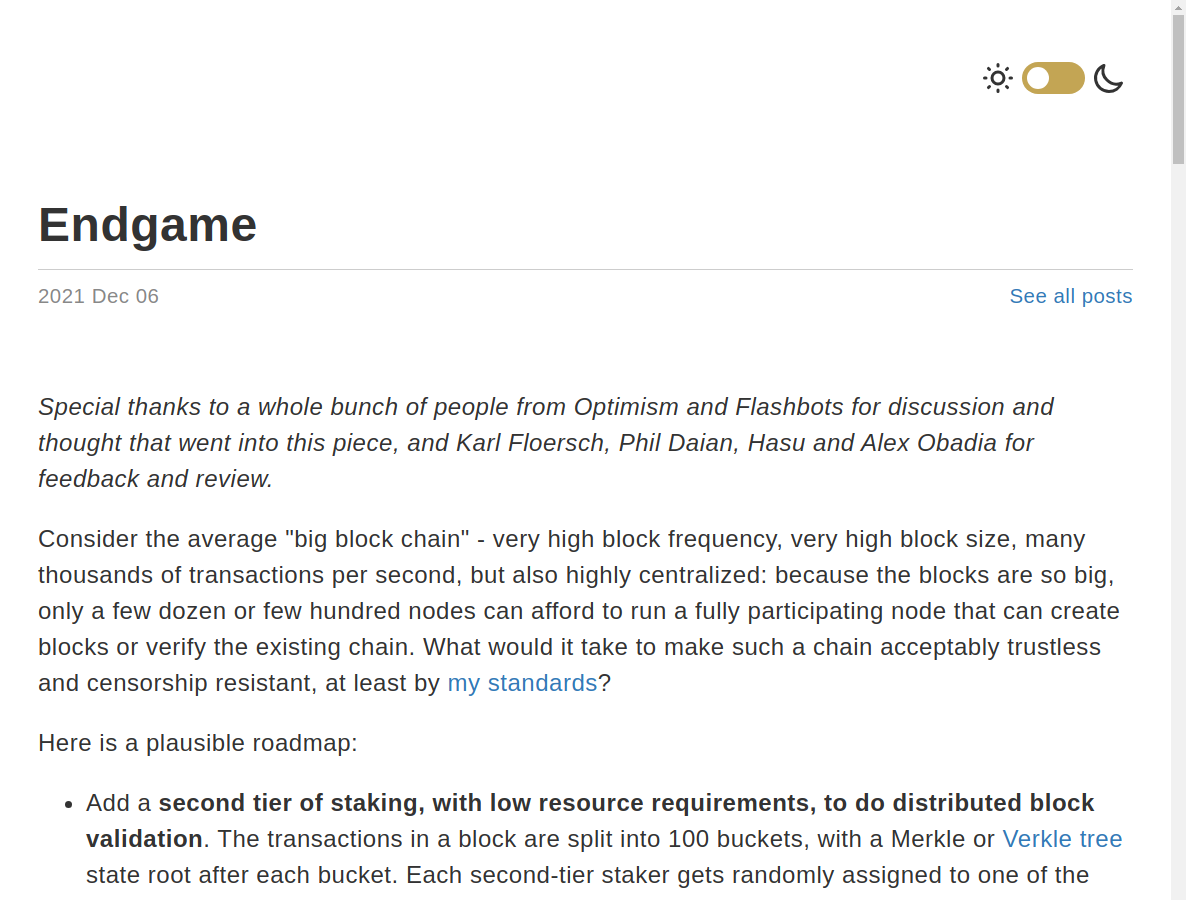 Endgame
2021 Dec 06
See all posts
Special thanks to a whole bunch of people from Optimism and Flashbots for discussion and
thought that went into this piece, and Karl Floersch, Phil Daian, Hasu and Alex Obadia for
feedback and review.
Consider the average "big block chain" - very high block frequency, very high block size, many
thousands of transactions per second, but also highly centralized: because the blocks are so big,
only a few dozen or few hundred nodes can afford to run a fully participating node that can create
blocks or verify the existing chain. What would it take to make such a chain acceptably trustless
and censorship resistant, at least by my standards?
Here is a plausible roadmap:
• Add a second tier of staking, with low resource requirements, to do distributed block
validation. The transactions in a block are split into 100 buckets, with a Merkle or Verkle tree
state root after each bucket. Each second-tier staker gets randomly assigned to one of the